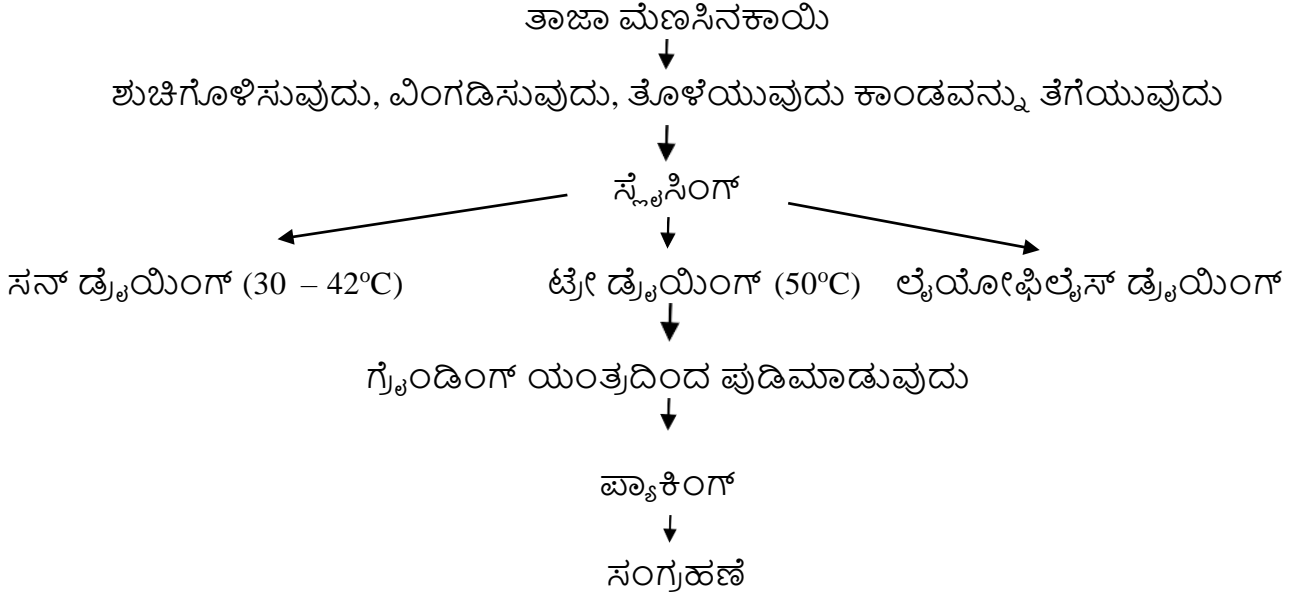 ತಾಜಾ ಮೆಣಸಿನಕಾಯಿ
ಶುಚಿಗೊಳಿಸುವುದು, ವಿಂಗಡಿಸುವುದು, ತೊಳೆಯುವುದು ಕಾಂಡವನ್ನು ತೆಗೆಯುವುದು
ಸ್ಲೈಸಿಂಗ್
ಸನ್ ಡ್ರೈಯಿಂಗ್ (30 – 42ºC) ಟ್ರೇ ಡ್ರೈಯಿಂಗ್ (50ºC) ಲೈಯೋಫಿಲೈಸ್ ಡ್ರೈಯಿಂಗ್
ಗ್ರೈಂಡಿಂಗ್ ಯಂತ್ರದಿಂದ ಪುಡಿಮಾಡುವುದು
ಪ್ಯಾಕಿಂಗ್
ಸಂಗ್ರಹಣೆ